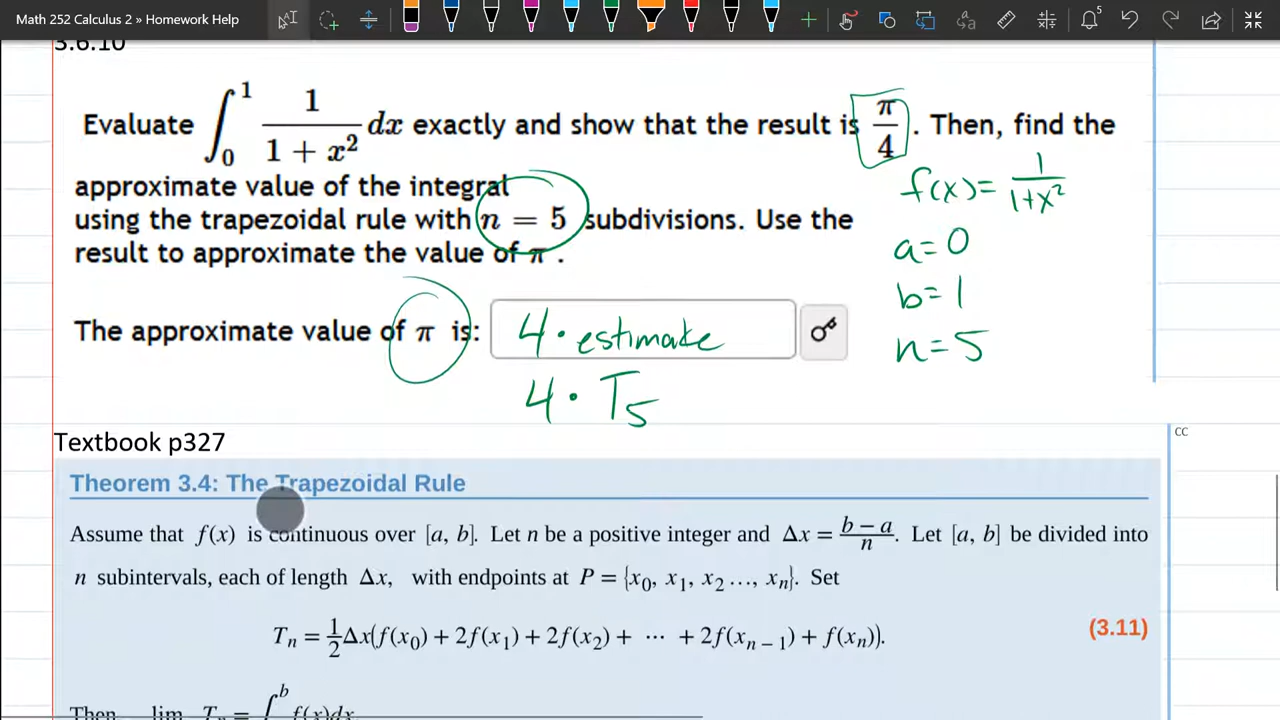 Math 252 Calculus 2 » Homework Help
5
3.6.10
Evaluate ∫₀¹ 1/(1 + x²) dx exactly and show that the result is π/4 . Then, find the
approximate value of the integral
using the trapezoidal rule with n = 5 subdivisions. Use the
result to approximate the value of π .
f(x)= 1/(1+x²)
a=0
b=1
n=5
The approximate value of π is: 4 · estimate
4 · T₅
Textbook p327
CC
Theorem 3.4: The Trapezoidal Rule
Assume that f(x) is continuous over [a, b]. Let n be a positive integer and Δx = (b − a)/n. Let [a, b] be divided into
n subintervals, each of length Δx, with endpoints at P = {x₀, x₁, x₂ …, xₙ}. Set
Tₙ = ½Δx(f(x₀) + 2f(x₁) + 2f(x₂) + ⋯ + 2f(xₙ₋₁) + f(xₙ)).
(3.11)
Then, lim Tₙ = ∫ᵇ f(x)dx.